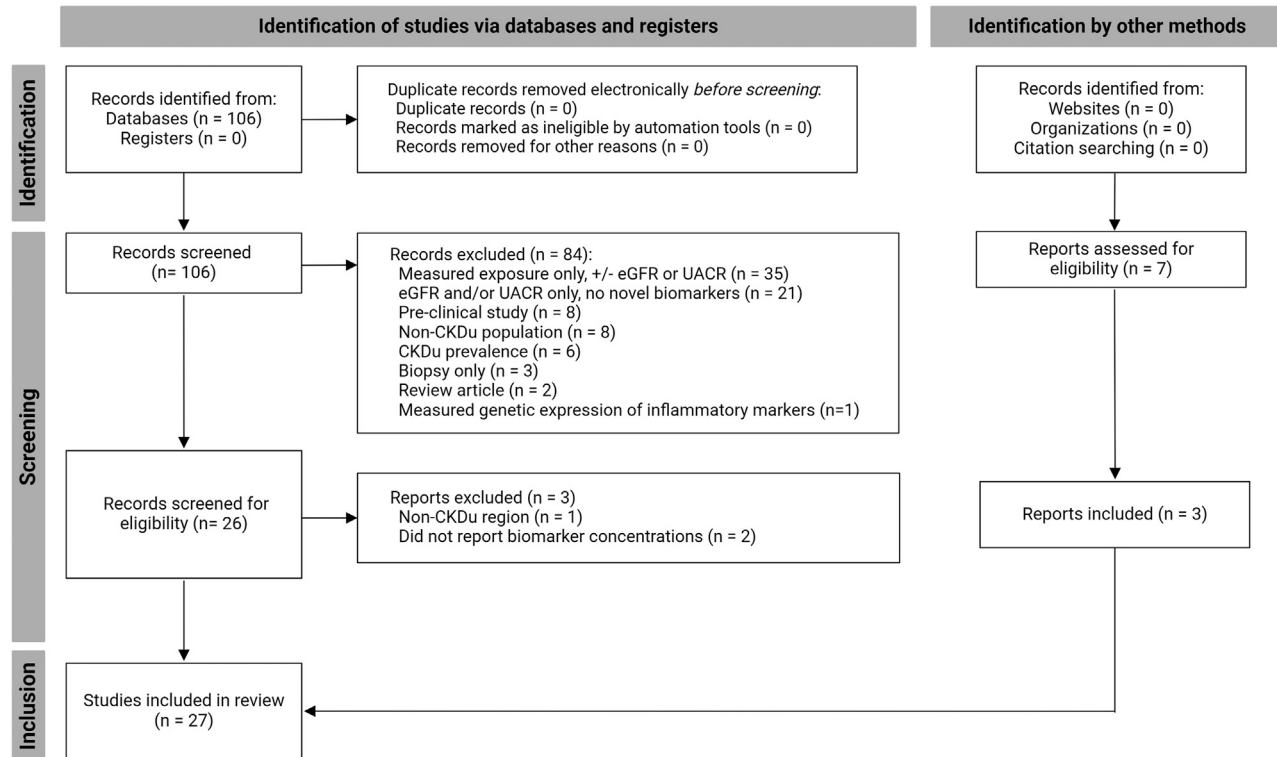 Identification of studies via databases and registers
Identification by other methods
Identification
Records identified from:
Databases (n = 106)
Registers (n = 0)
Duplicate records removed electronically before screening:
Duplicate records (n = 0)
Records marked as ineligible by automation tools (n = 0)
Records removed for other reasons (n = 0)
Records identified from:
Websites (n = 0)
Organizations (n = 0)
Citation searching (n = 0)
Screening
Records screened
(n= 106)
Records excluded (n = 84):
Measured exposure only, +/- eGFR or UACR (n = 35)
eGFR and/or UACR only, no novel biomarkers (n = 21)
Pre-clinical study (n = 8)
Non-CKDu population (n = 8)
CKDu prevalence (n = 6)
Biopsy only (n = 3)
Review article (n = 2)
Measured genetic expression of inflammatory markers (n=1)
Reports assessed for
eligibility (n = 7)
Records screened for
eligibility (n= 26)
Reports excluded (n = 3)
Non-CKDu region (n = 1)
Did not report biomarker concentrations (n = 2)
Reports included (n = 3)
Inclusion
Studies included in review
(n = 27)